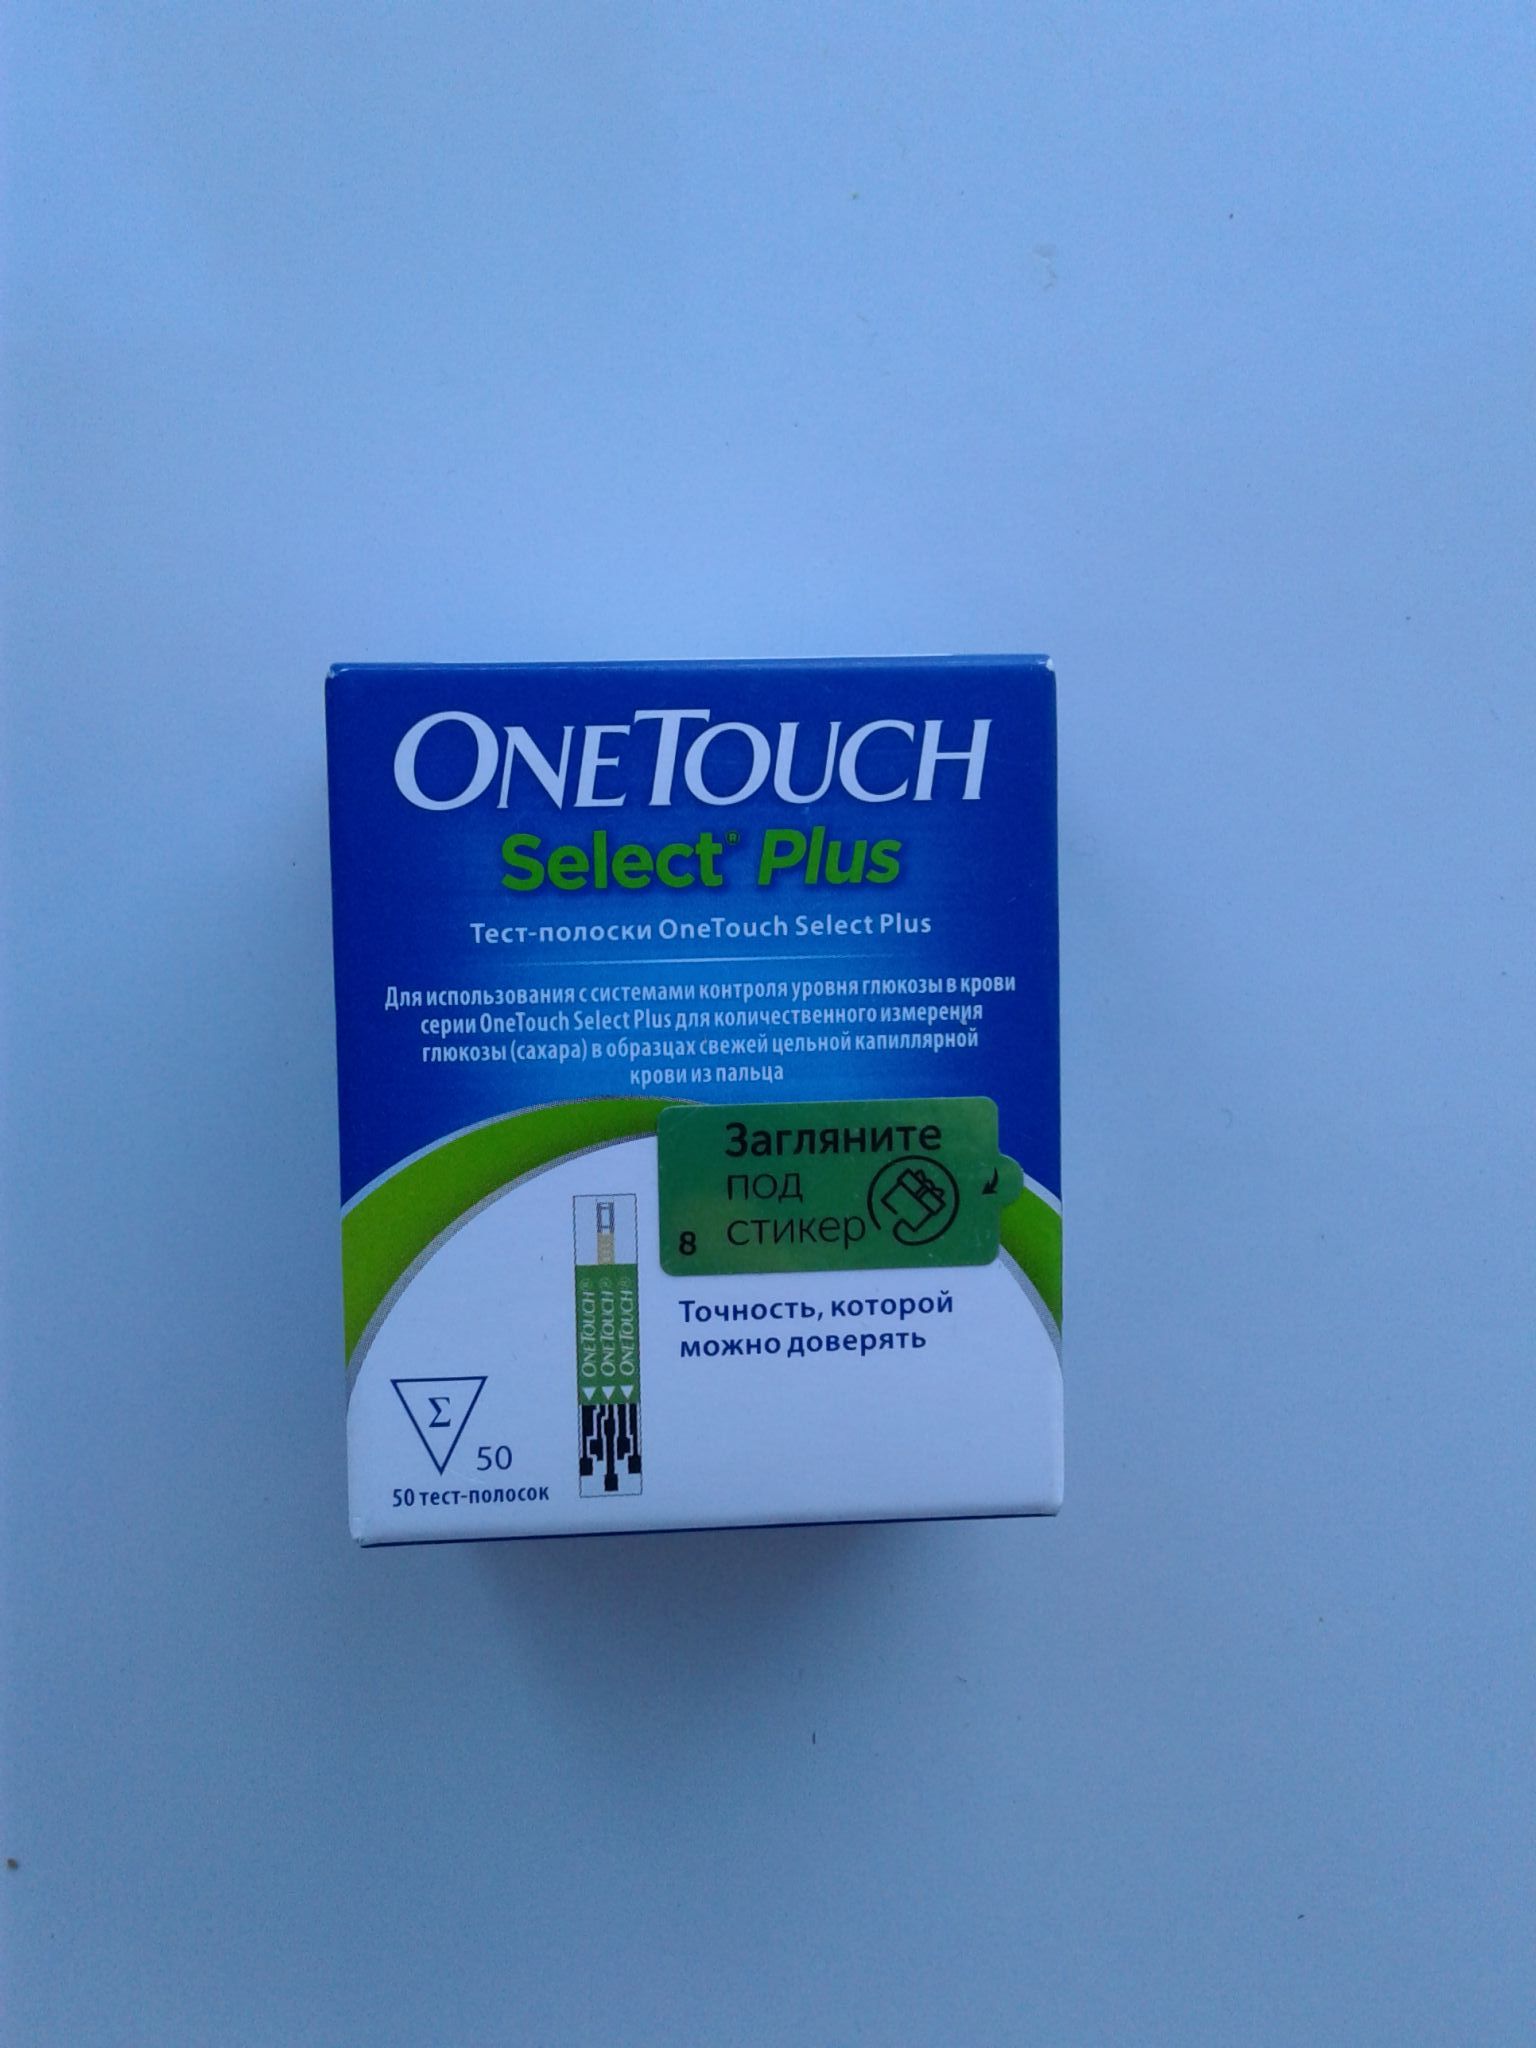 ONETOUCH
Select® Plus
Тест-полоски OneTouch Select Plus
Для использования с системами контроля уровня глюкозы в крови
серии OneTouch Select Plus для количественного измерения
глюкозы (сахара) в образцах свежей цельной капиллярной
крови из пальца
Загляните
под
стикер
8
ONETOUCH®
ONETOUCH®
ONETOUCH®
Точность, которой
можно доверять
Σ
50
50 тест-полосок